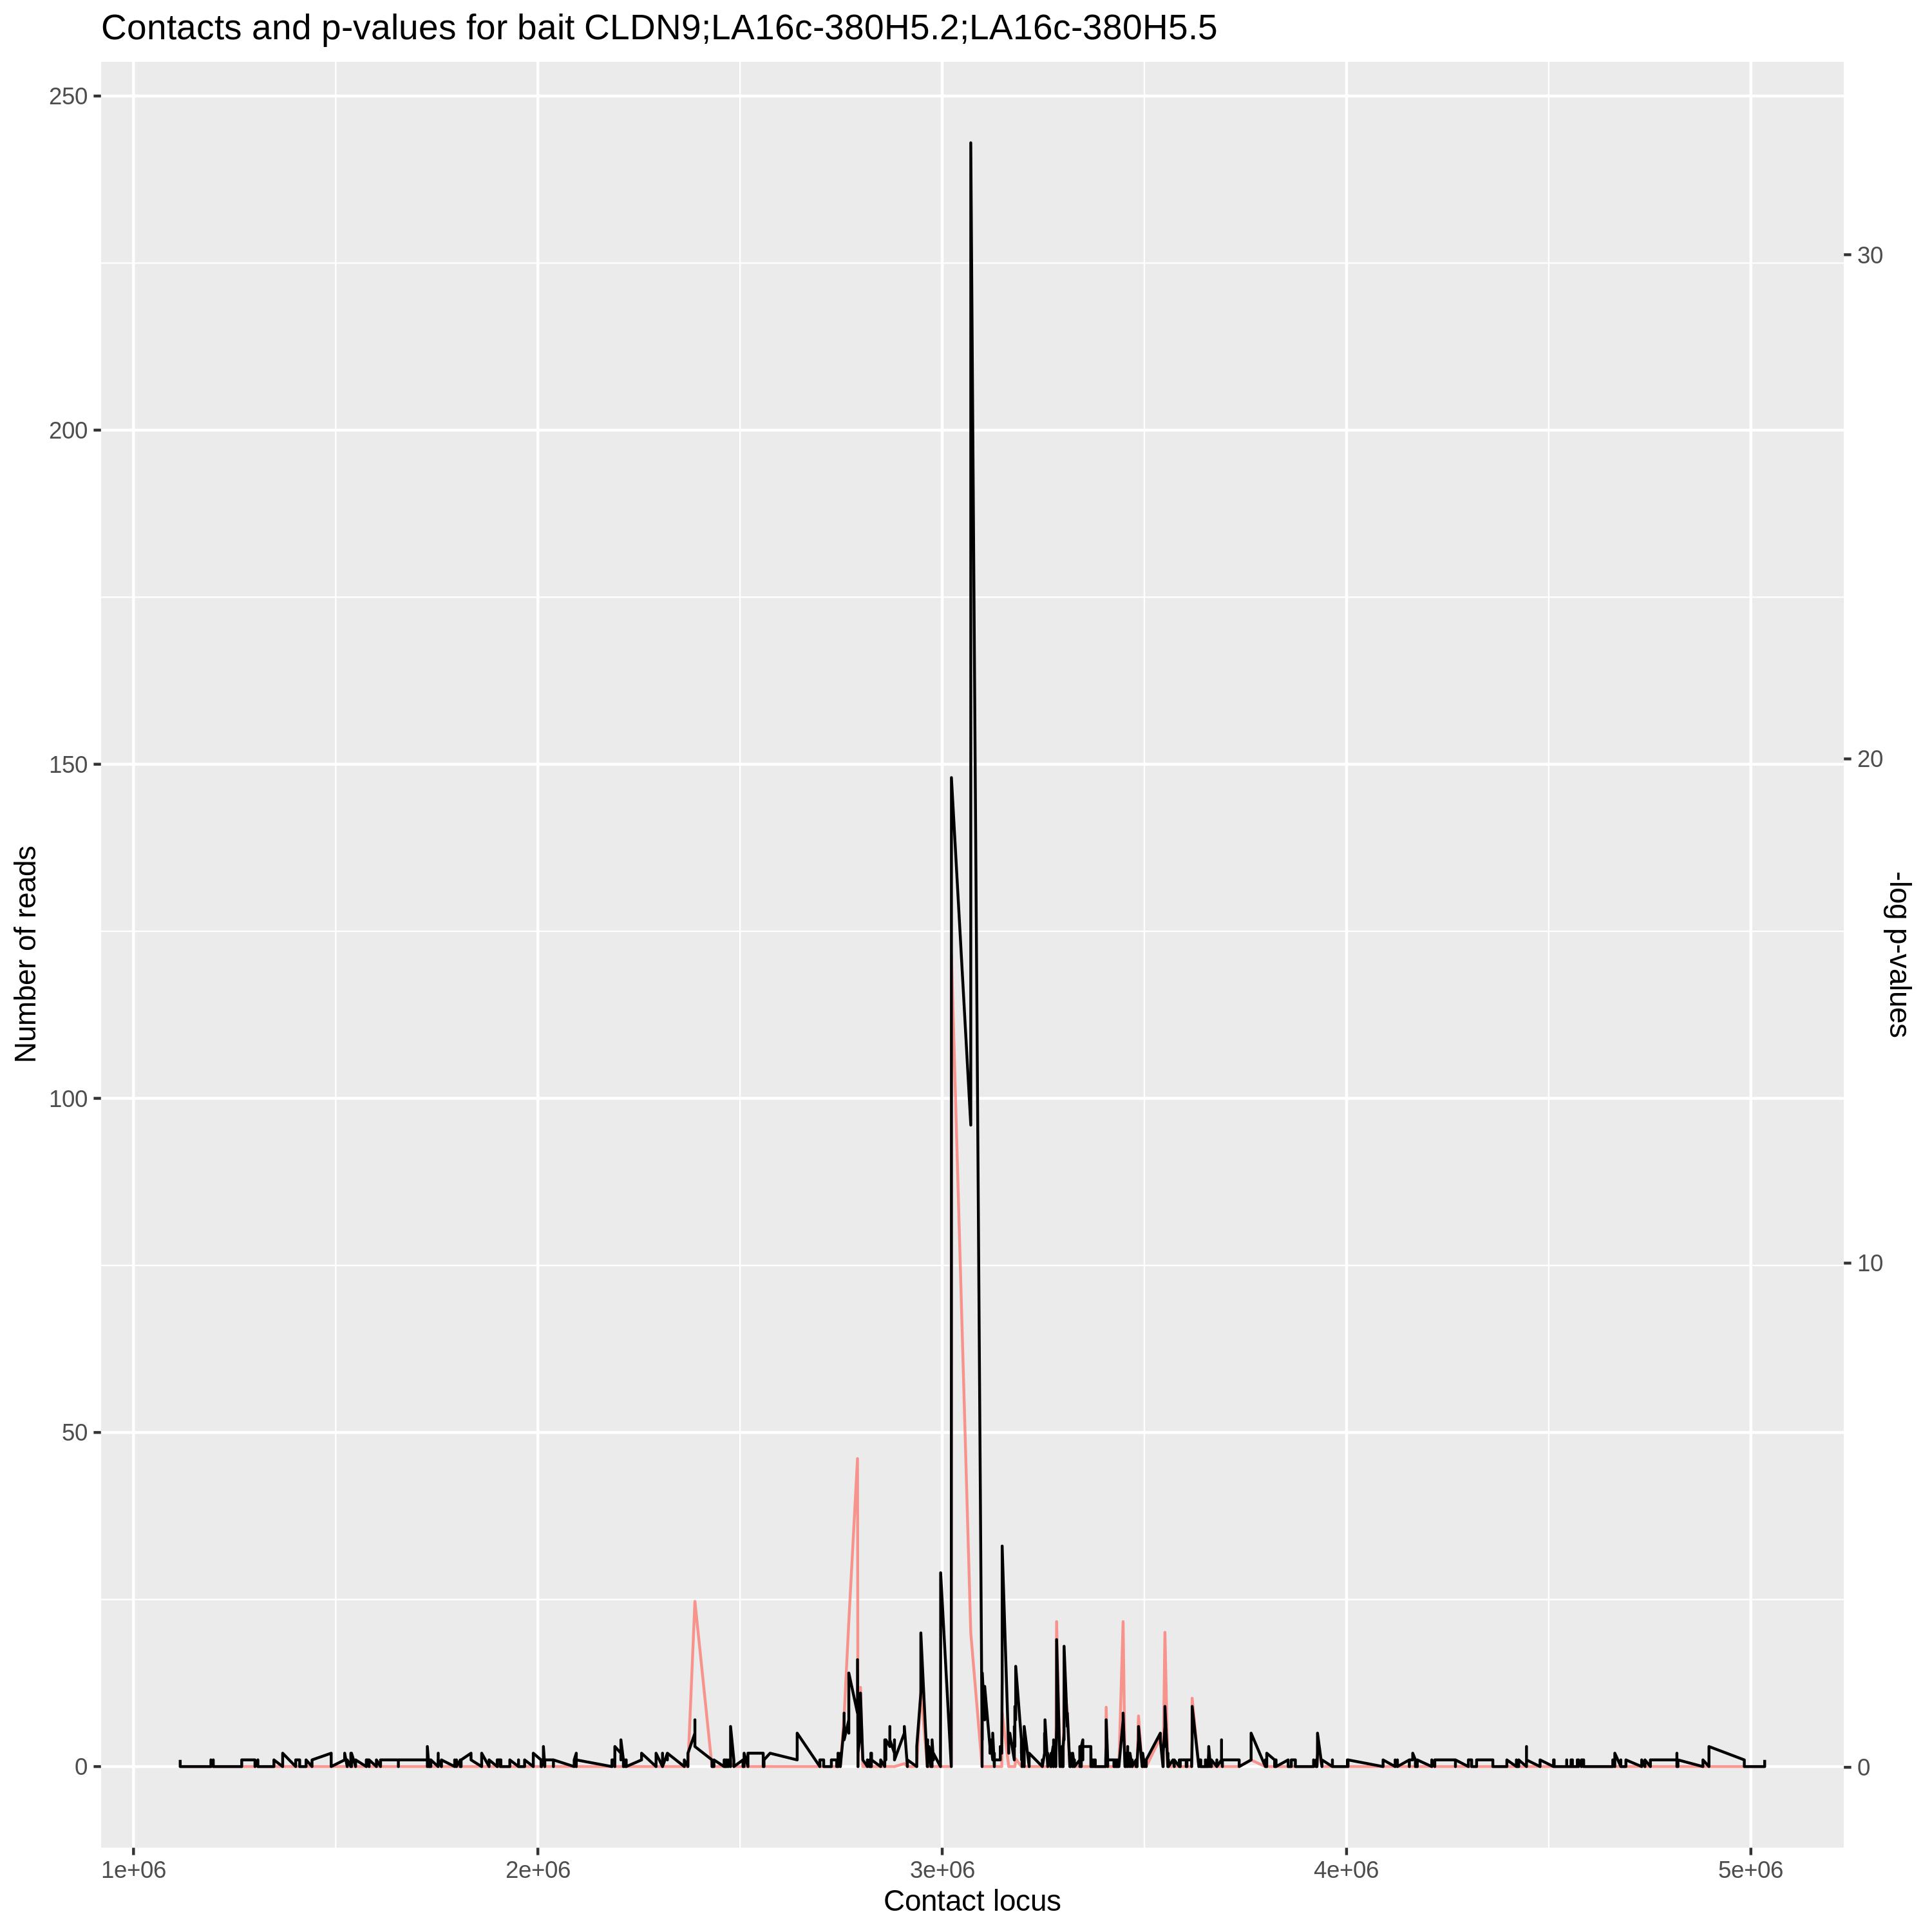 Contacts and p-values for bait CLDN9;LA16c-380H5.2;LA16c-380H5.5
250
200
150
100
50
0
Number of reads
30
20
10
0
-log p-values
1e+06
2e+06
3e+06
4e+06
5e+06
Contact locus